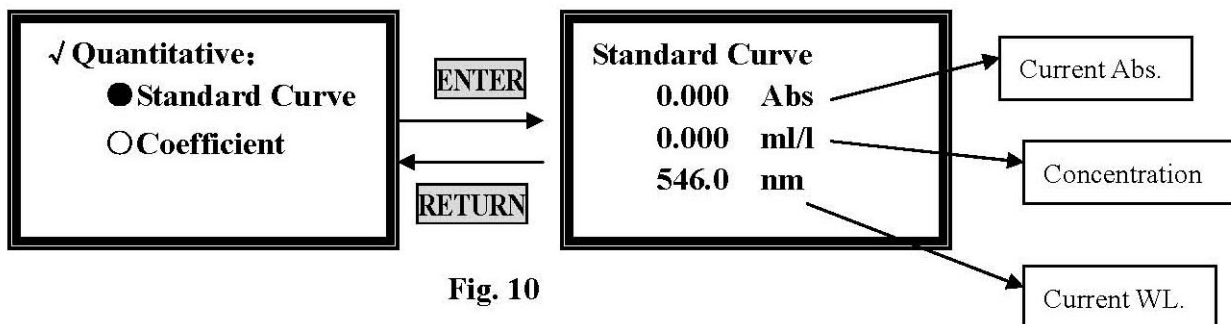 √ Quantitative：
●Standard Curve
○Coefficient
ENTER
RETURN
Standard Curve
0.000 Abs
0.000 ml/l
546.0 nm
Current Abs.
Concentration
Current WL.
Fig. 10